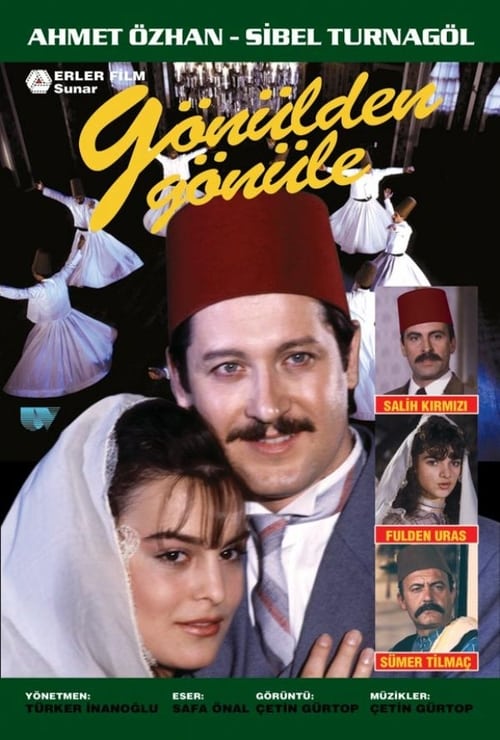 AHMET ÖZHAN - SİBEL TURNAGÖL
ERLER FİLM
Sunar
Gönülden
gönüle
SALİH KIRMIZI
FULDEN URAS
SÜMER TİLMAÇ
YÖNETMEN: ESER: GÖRÜNTÜ: MÜZİKLER:
TÜRKER İNANOĞLU SAFA ÖNAL ÇETİN GÜRTOP ÇETİN GÜRTOP